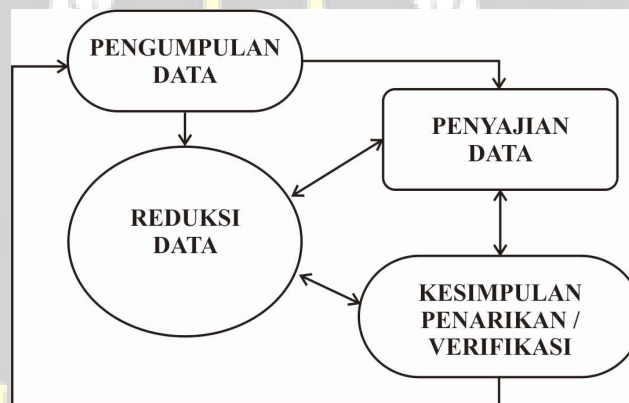 PENGUMPULAN
DATA
PENYAJIAN
DATA
REDUKSI
DATA
KESIMPULAN
PENARIKAN /
VERIFIKASI